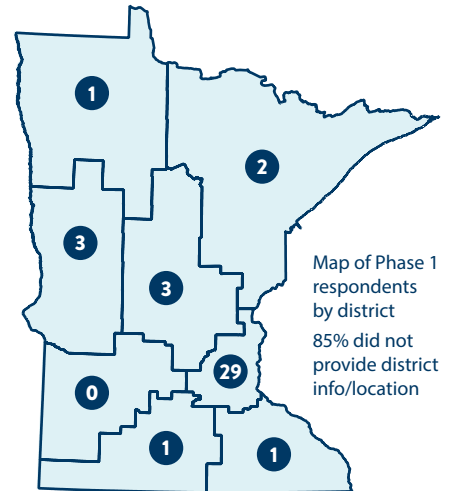 1
2
3
3
Map of Phase 1
respondents
by district
85% did not
provide district
info/location
29
0
1
1